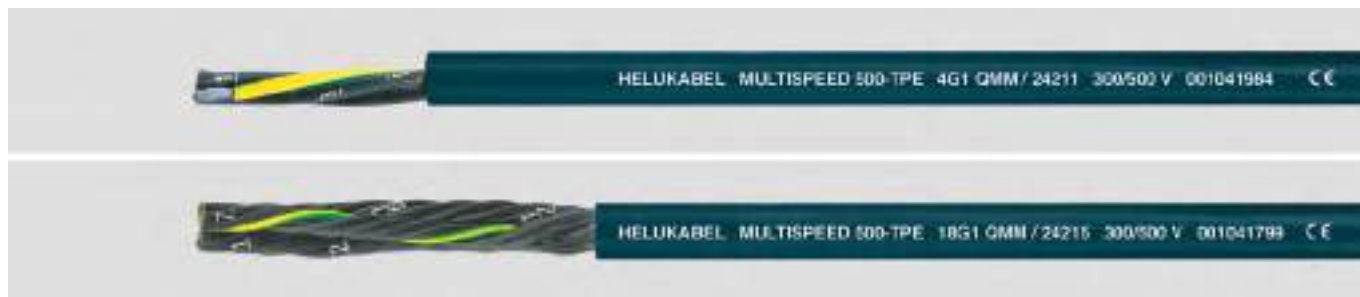 HELUKABEL MULTISPEED 500-TPE 4G1 QMM / 24211 300/500 V 001041984 CE
HELUKABEL MULTISPEED 500-TPE 18G1 QMM / 24215 300/500 V 001041799 CE